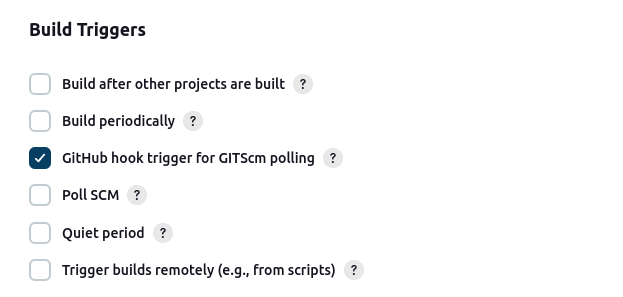 Build Triggers
Build after other projects are built ?
Build periodically ?
GitHub hook trigger for GITScm polling ?
Poll SCM ?
Quiet period ?
Trigger builds remotely (e.g., from scripts) ?